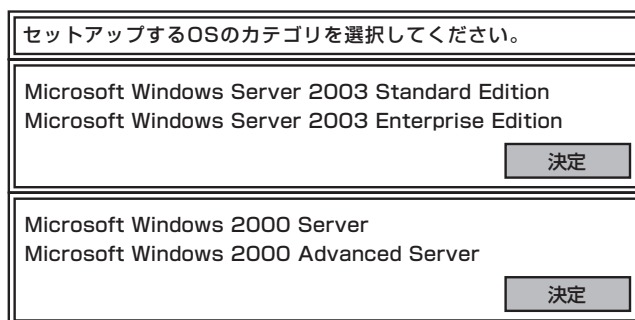 セットアップするOSのカテゴリを選択してください。
Microsoft Windows Server 2003 Standard Edition
Microsoft Windows Server 2003 Enterprise Edition
決定
Microsoft Windows 2000 Server
Microsoft Windows 2000 Advanced Server
決定